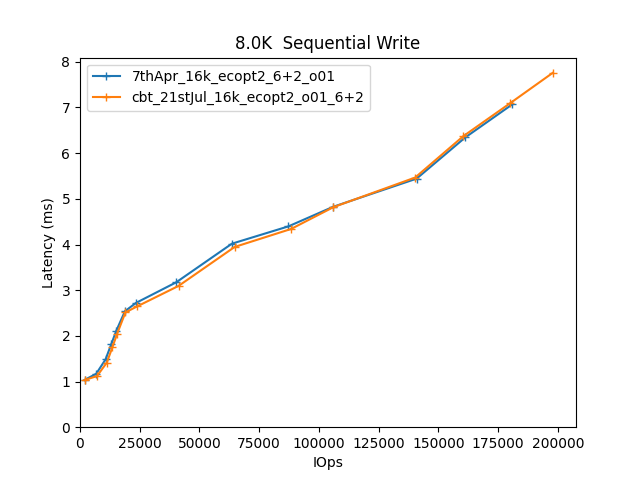 8.0K  Sequential Write
7thApr_16k_ecopt2_6+2_o01
cbt_21stJul_16k_ecopt2_o01_6+2
Latency (ms)
8
7
6
5
4
3
2
1
0
0 25000 50000 75000 100000 125000 150000 175000 200000
IOps